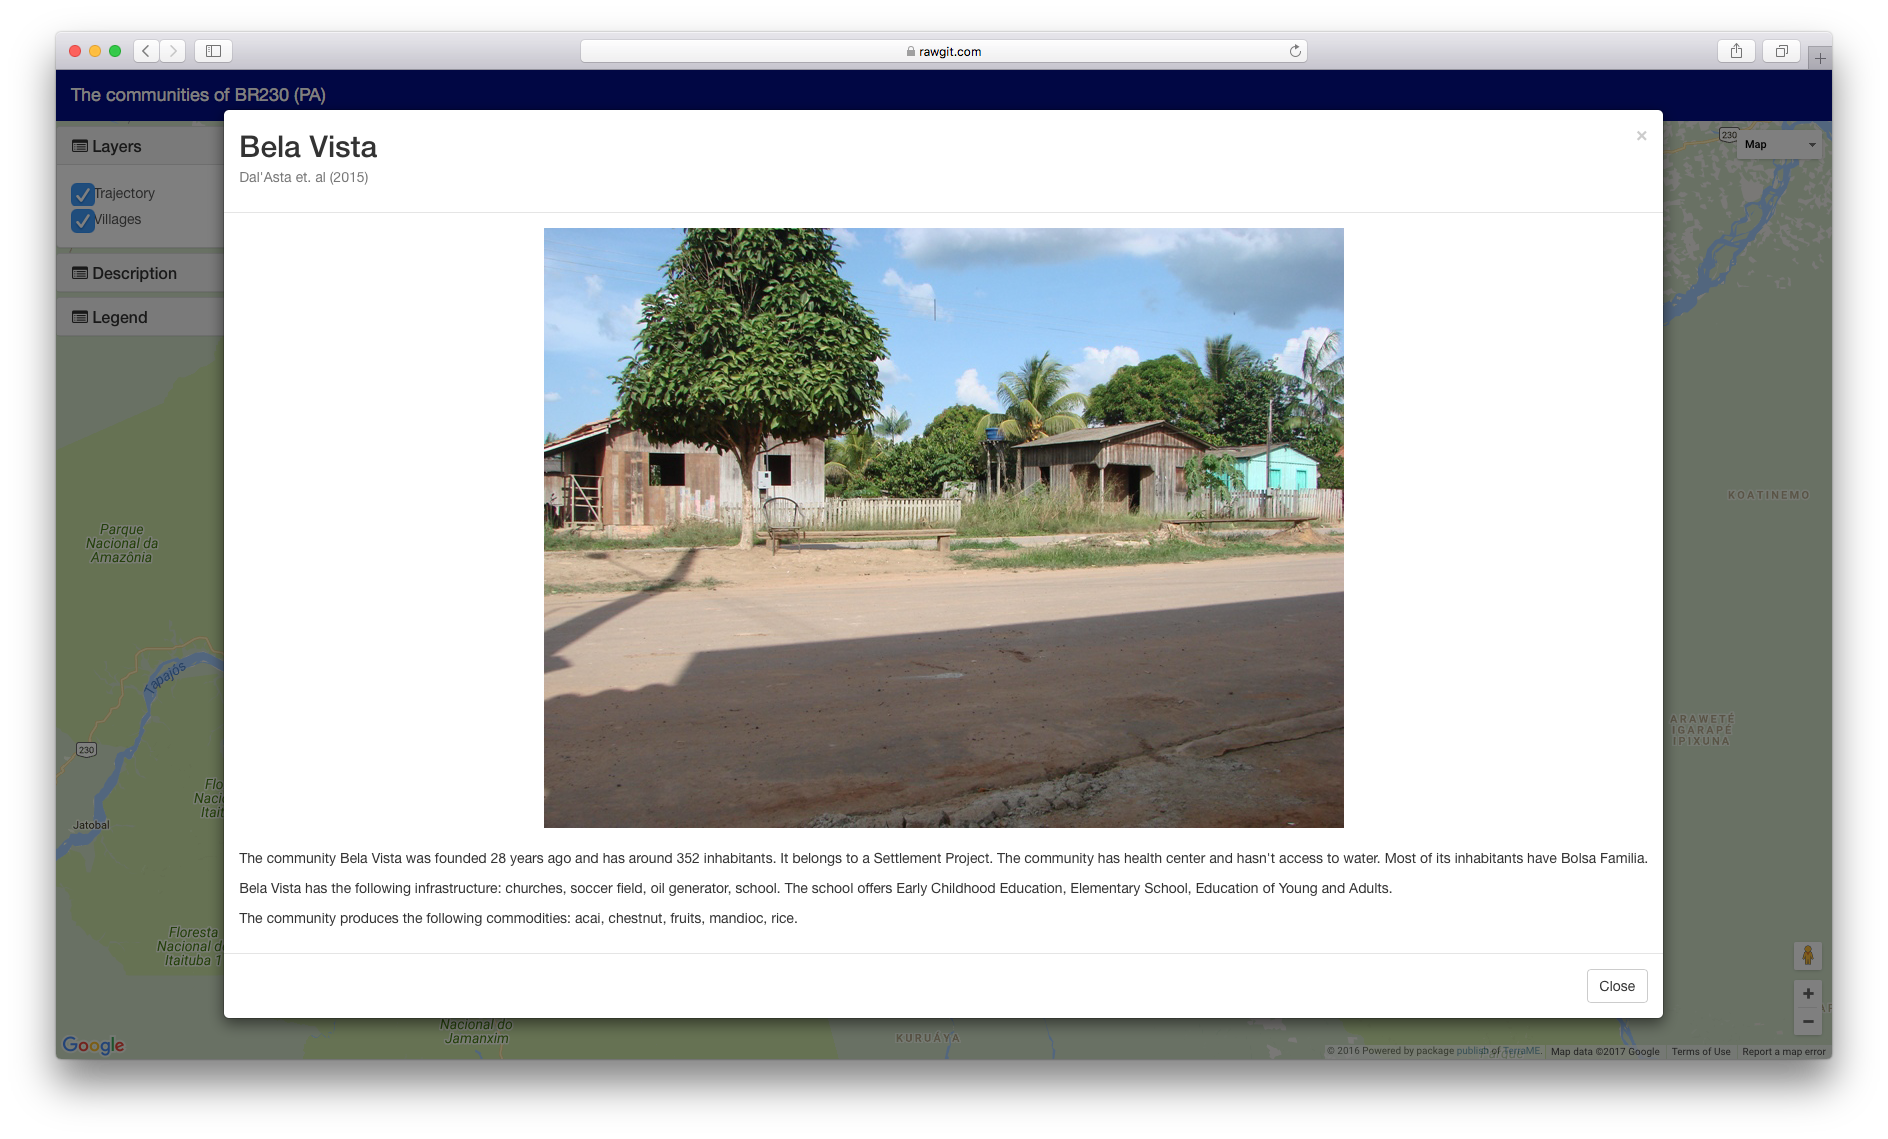 rawgit.com
The communities of BR230 (PA)
Layers
Trajectory
Villages
Description
Legend
Bela Vista
×
Dal'Asta et. al (2015)
230
Map
KOATINEMO
Parque
Nacional da
Amazônia
Tapajós
ARAWETÉ
IGARAPÉ
IPIXUNA
230
Flo
Naci
Itait
Jatobal
The community Bela Vista was founded 28 years ago and has around 352 inhabitants. It belongs to a Settlement Project. The community has health center and hasn't access to water. Most of its inhabitants have Bolsa Familia.
Bela Vista has the following infrastructure: churches, soccer field, oil generator, school. The school offers Early Childhood Education, Elementary School, Education of Young and Adults.
The community produces the following commodities: acai, chestnut, fruits, mandioc, rice.
Floresta
Nacional d
Itaituba 1
Close
Nacional do
Jamanxim
KURUÁYA
Google
© 2016 Powered by package publish of TerraME.
Map data ©2017 Google
Terms of Use
Report a map error